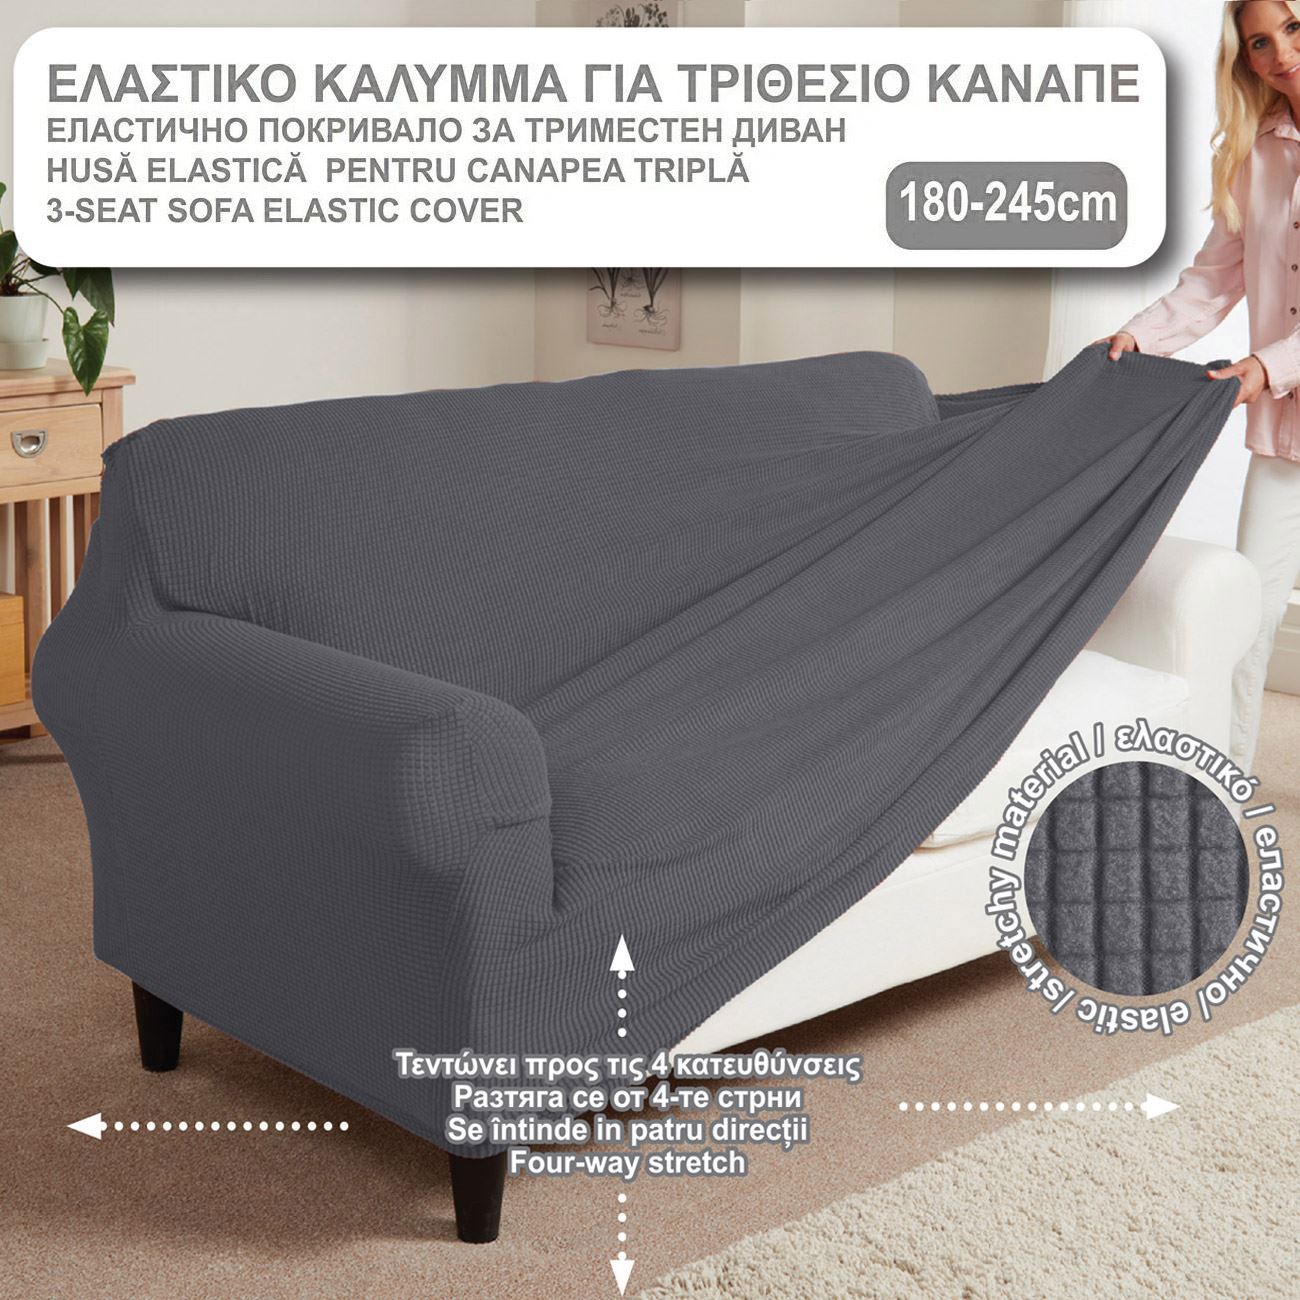 ΕΛΑΣΤΙΚΟ ΚΑΛΥΜΜΑ ΓΙΑ ΤΡΙΘΕΣΙΟ ΚΑΝΑΠΕ
ЕЛАСТИЧНО ПОКРИВАЛО ЗА ТРИМЕСТЕН ДИВАН
HUSĂ ELASTICĂ PENTRU CANAPEA TRIPLĂ
3-SEAT SOFA ELASTIC COVER
180-245cm
stretchy material / ελαστικό / еластично/ elastic /
Τεντώνει προς τις 4 κατευθύνσεις
Разтяга се от 4-те стрни
Se întinde în patru direcții
Four-way stretch